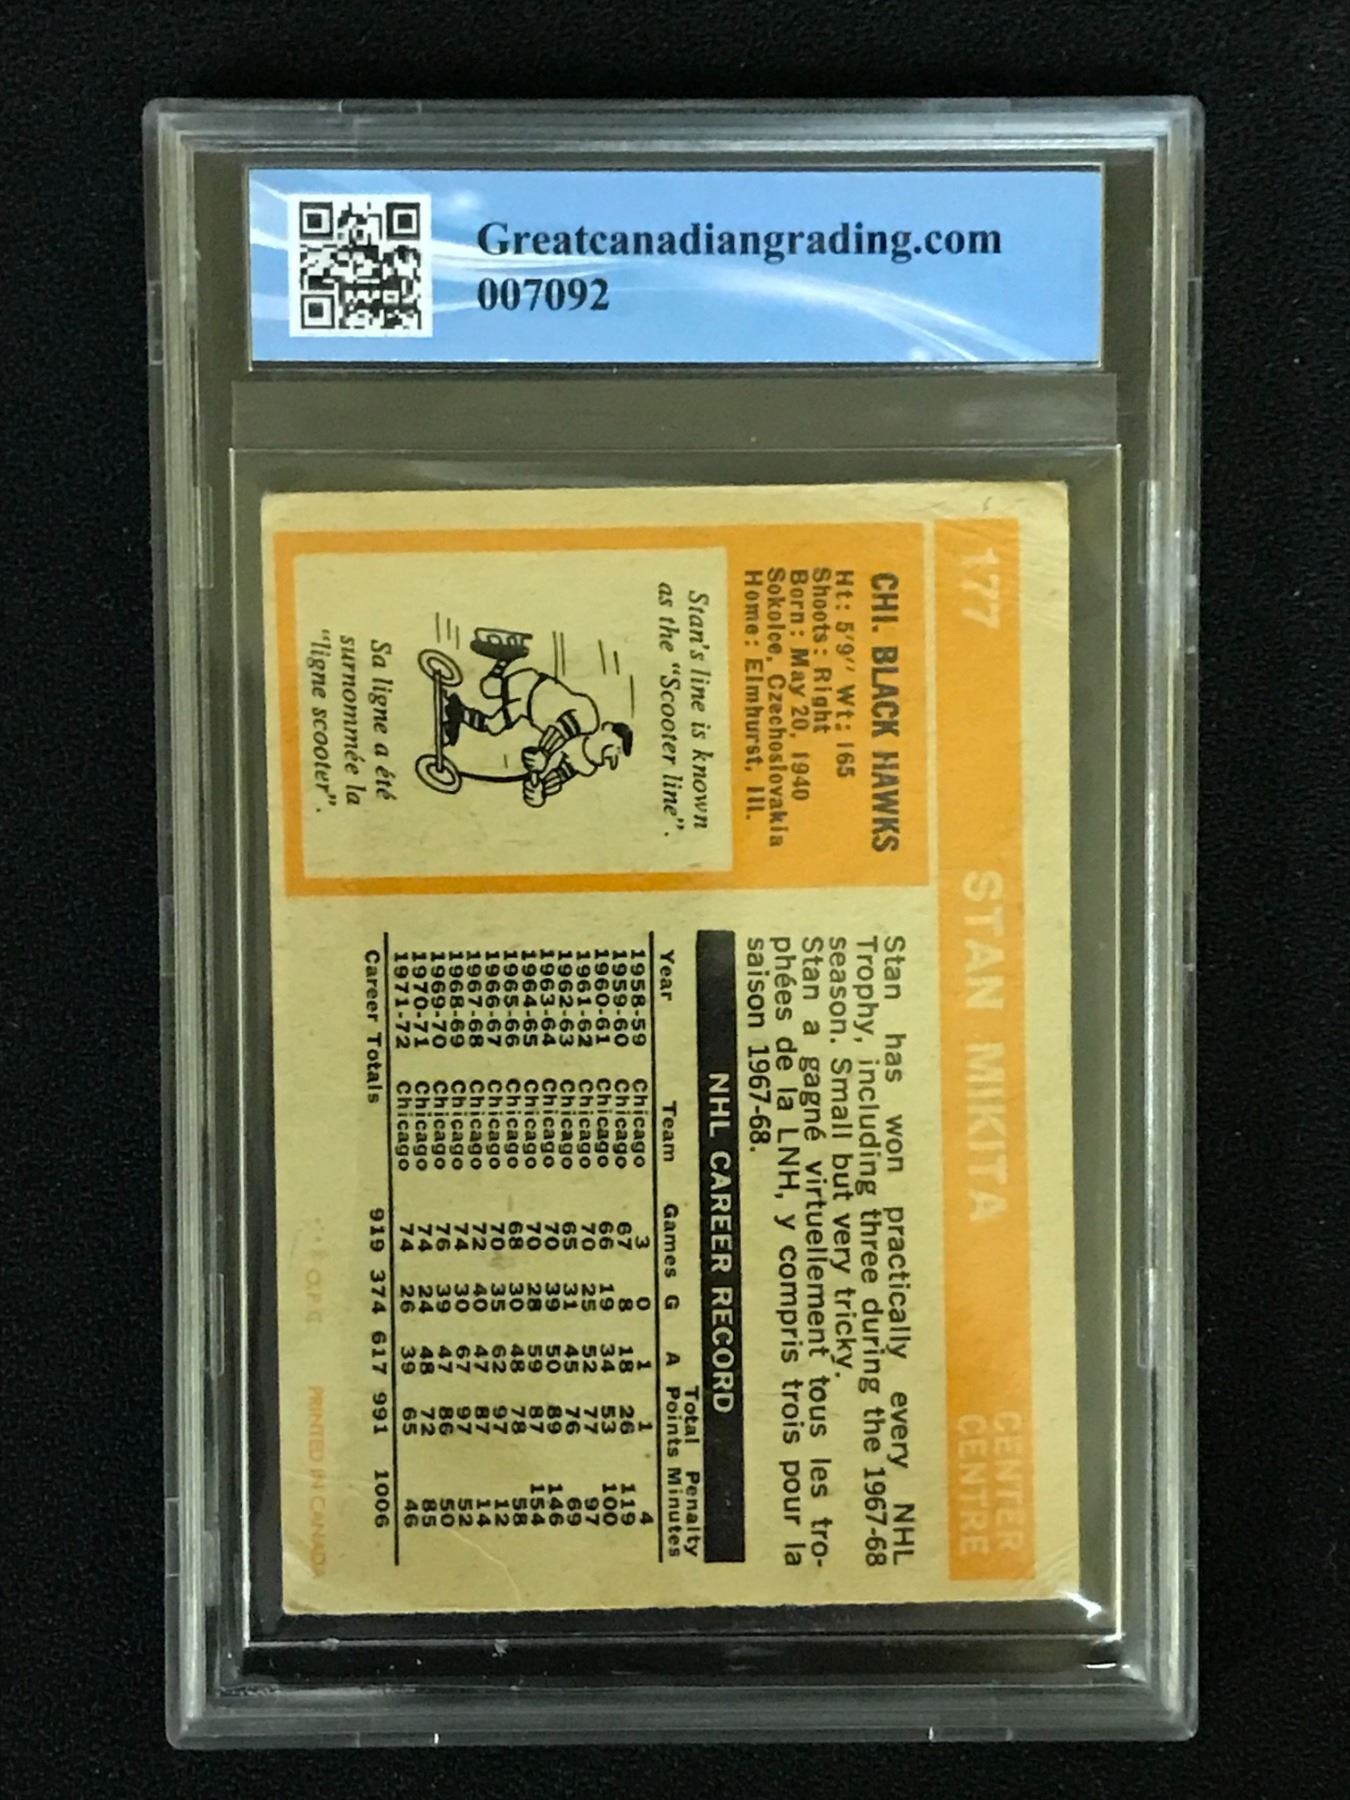 Greatcanadiangrading.com
007092
177 STAN MIKITA CENTER
CENTRE
CHI. BLACK HAWKS
Ht: 5'9" Wt: 165
Shoots: Right
Born: May 20, 1940
Sokolce, Czechoslovakia
Home: Elmhurst, Ill.
Stan's line is known
as the "Scooter line".
Sa ligne a été
surnommée la
"ligne scooter".
Stan has won practically every NHL
Trophy, including three during the 1967-68
season. Small but very tricky.
Stan a gagné virtuellement tous les tro-
phées de la LNH, y compris trois pour la
saison 1967-68.
NHL CAREER RECORD
Total Penalty
Year Team Games G A Points Minutes
1958-59 Chicago 3 0 1 1 4
1959-60 Chicago 67 8 18 26 119
1960-61 Chicago 66 19 34 53 100
1961-62 Chicago 70 25 52 77 97
1962-63 Chicago 65 31 45 76 69
1963-64 Chicago 70 39 50 89 146
1964-65 Chicago 70 28 59 87 154
1965-66 Chicago 68 30 48 78 58
1966-67 Chicago 70 35 62 97 12
1967-68 Chicago 72 40 47 87 14
1968-69 Chicago 74 30 67 97 52
1969-70 Chicago 76 39 47 86 50
1970-71 Chicago 74 24 48 72 85
1971-72 Chicago 74 26 39 65 46
Career Totals 919 374 617 991 1006
O.P.C. PRINTED IN CANADA